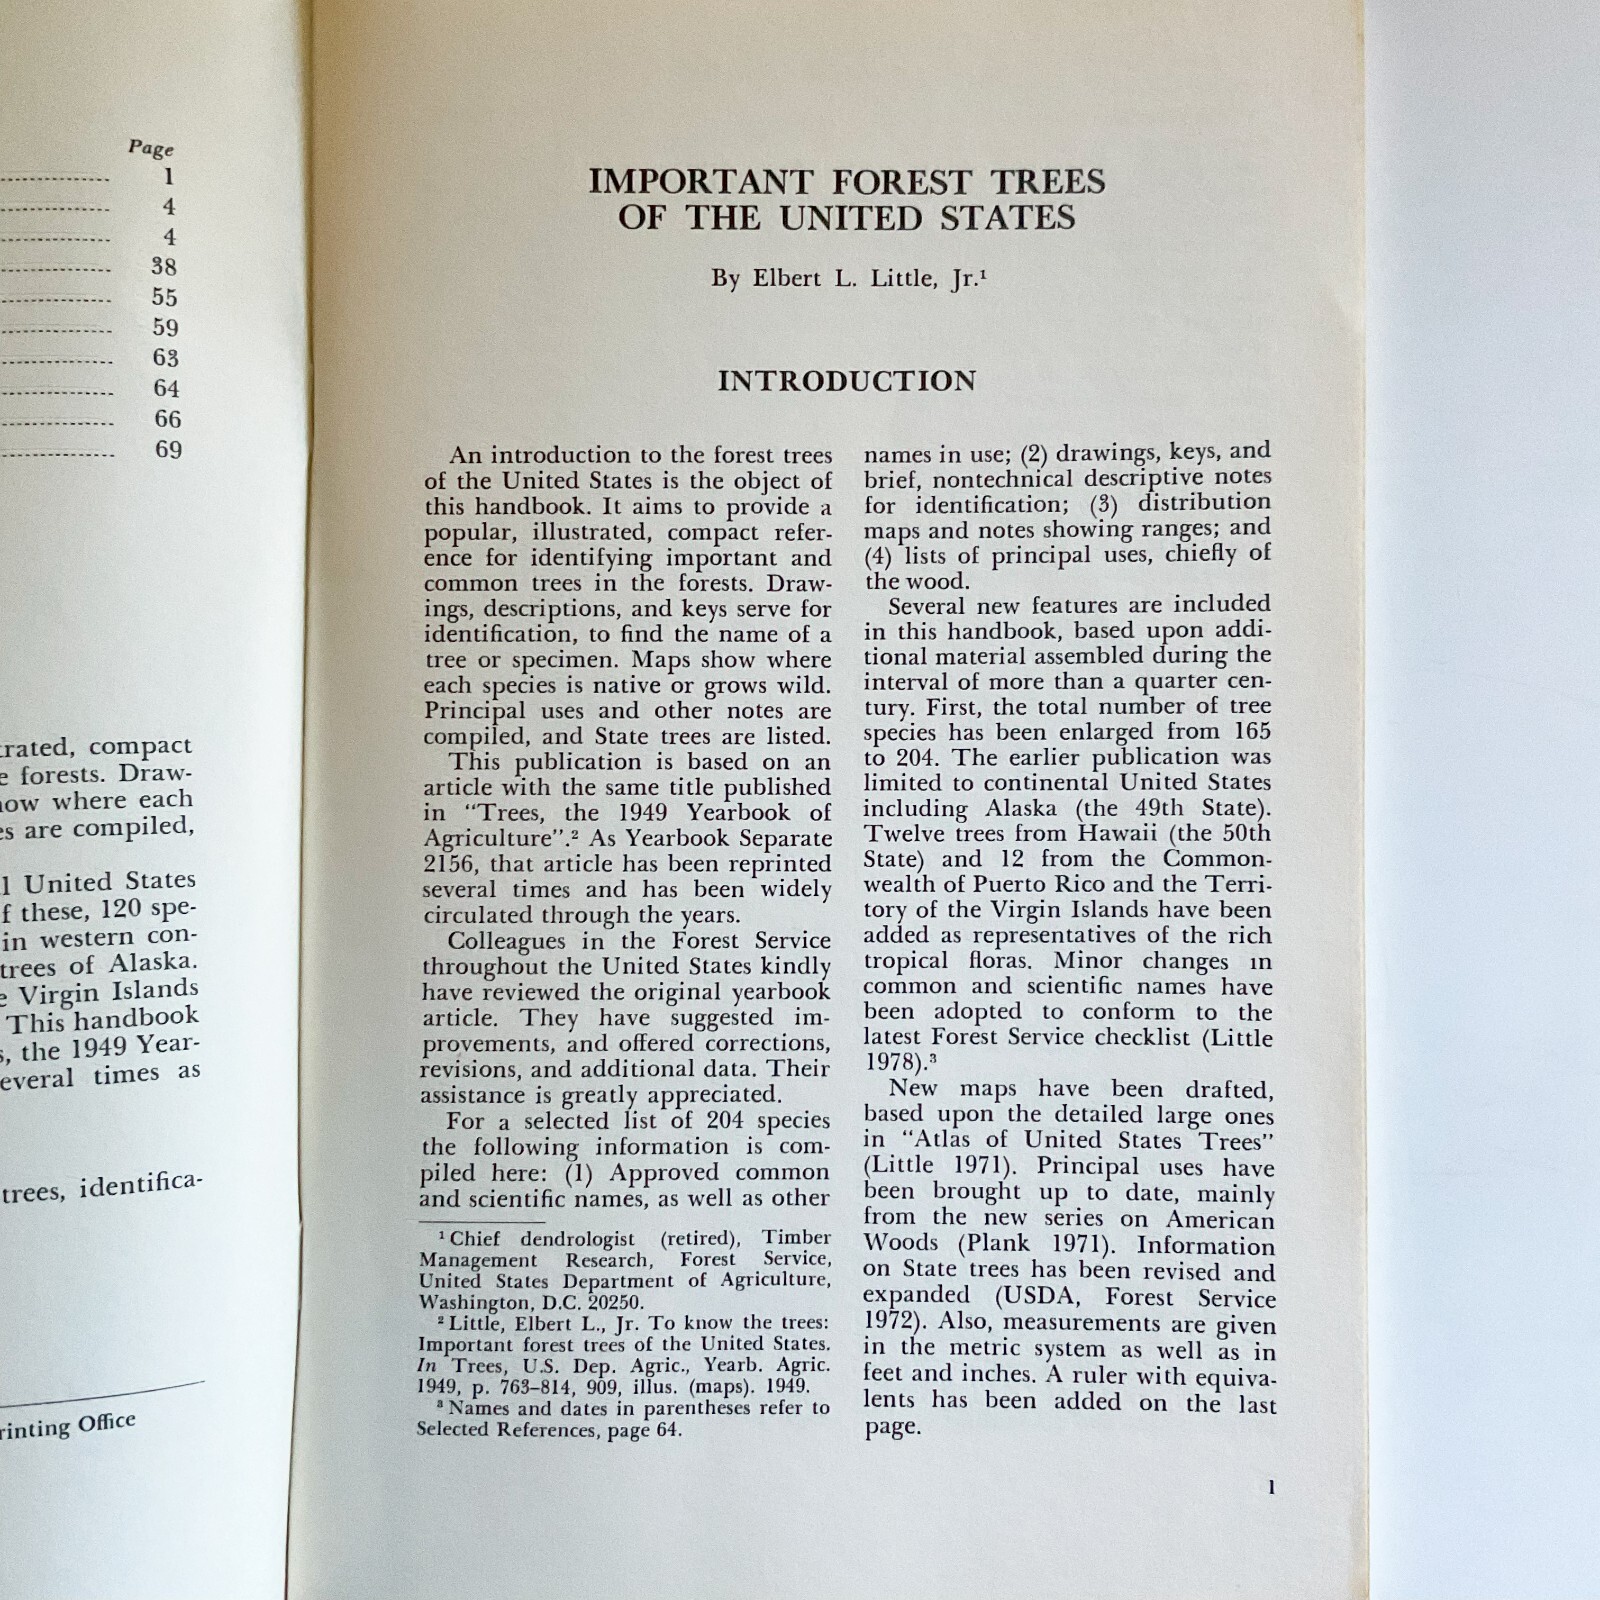 Page
1
4
4
38
55
59
63
64
66
69
trated, compact
e forests. Draw-
ow where each
es are compiled,
l United States
f these, 120 spe-
in western con-
trees of Alaska.
e Virgin Islands
This handbook
s, the 1949 Year-
everal times as
trees, identifica-
rinting Office
IMPORTANT FOREST TREES
OF THE UNITED STATES
By Elbert L. Little, Jr.¹
INTRODUCTION
An introduction to the forest trees
of the United States is the object of
this handbook. It aims to provide a
popular, illustrated, compact refer-
ence for identifying important and
common trees in the forests. Draw-
ings, descriptions, and keys serve for
identification, to find the name of a
tree or specimen. Maps show where
each species is native or grows wild.
Principal uses and other notes are
compiled, and State trees are listed.
This publication is based on an
article with the same title published
in "Trees, the 1949 Yearbook of
Agriculture".² As Yearbook Separate
2156, that article has been reprinted
several times and has been widely
circulated through the years.
Colleagues in the Forest Service
throughout the United States kindly
have reviewed the original yearbook
article. They have suggested im-
provements, and offered corrections,
revisions, and additional data. Their
assistance is greatly appreciated.
For a selected list of 204 species
the following information is com-
piled here: (1) Approved common
and scientific names, as well as other
¹ Chief dendrologist (retired), Timber
Management Research, Forest Service,
United States Department of Agriculture,
Washington, D.C. 20250.
² Little, Elbert L., Jr. To know the trees:
Important forest trees of the United States.
In Trees, U.S. Dep. Agric., Yearb. Agric.
1949, p. 763–814, 909, illus. (maps). 1949.
³ Names and dates in parentheses refer to
Selected References, page 64.
names in use; (2) drawings, keys, and
brief, nontechnical descriptive notes
for identification; (3) distribution
maps and notes showing ranges; and
(4) lists of principal uses, chiefly of
the wood.
Several new features are included
in this handbook, based upon addi-
tional material assembled during the
interval of more than a quarter cen-
tury. First, the total number of tree
species has been enlarged from 165
to 204. The earlier publication was
limited to continental United States
including Alaska (the 49th State).
Twelve trees from Hawaii (the 50th
State) and 12 from the Common-
wealth of Puerto Rico and the Terri-
tory of the Virgin Islands have been
added as representatives of the rich
tropical floras. Minor changes in
common and scientific names have
been adopted to conform to the
latest Forest Service checklist (Little
1978).³
New maps have been drafted,
based upon the detailed large ones
in "Atlas of United States Trees"
(Little 1971). Principal uses have
been brought up to date, mainly
from the new series on American
Woods (Plank 1971). Information
on State trees has been revised and
expanded (USDA, Forest Service
1972). Also, measurements are given
in the metric system as well as in
feet and inches. A ruler with equiva-
lents has been added on the last
page.
1